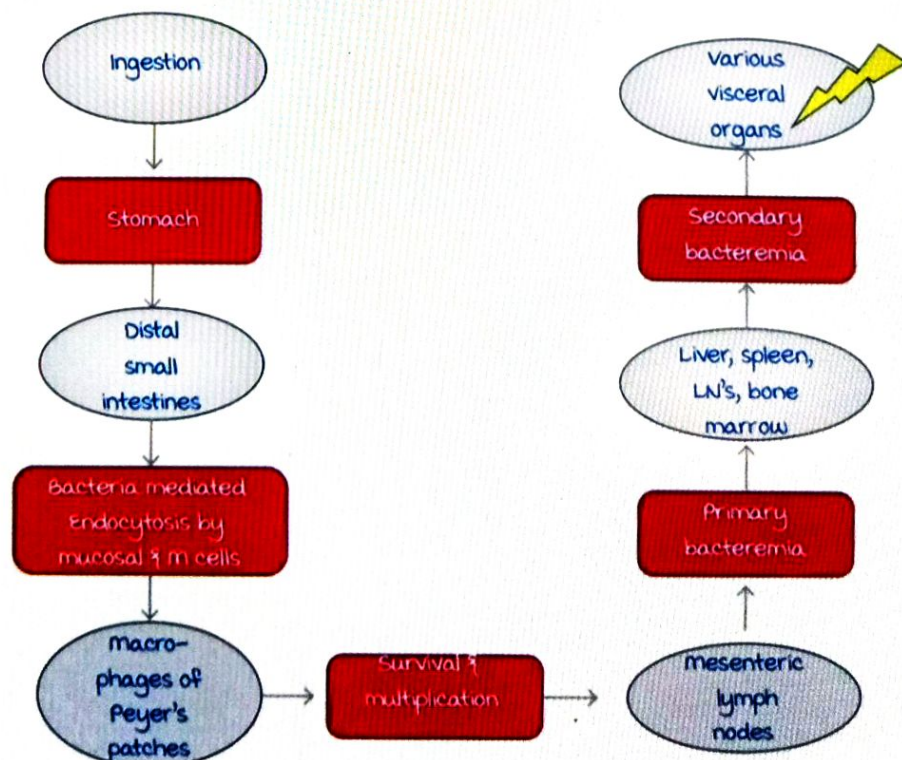 Ingestion
Stomach
Distal
small
intestines
Bacteria mediated
Endocytosis by
mucosal & M cells
Macro-
phages of
Peyer's
patches
Survival &
multiplication
Mesenteric
lymph
nodes
Primary
bacteremia
Liver, spleen,
LN's, bone
marrow
Secondary
bacteremia
Various
visceral
organs